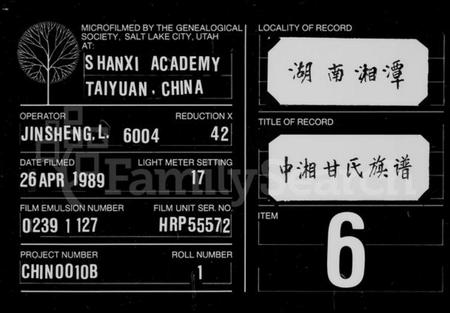 MICROFILMED BY THE GENEALOGICAL
SOCIETY, SALT LAKE CITY, UTAH
AT:
SHANXI ACADEMY
TAIYUAN, CHINA
OPERATOR
REDUCTION X
JINSHENG.L. 6004
42
DATE FILMED
LIGHT METER SETTING
26 APR 1989
17
FILM EMULSION NUMBER
FILM UNIT SER. NO.
0239 1 127
HRP55572
PROJECT NUMBER
ROLL NUMBER
CHIN0010B
1
LOCALITY OF RECORD
湖南湘潭
TITLE OF RECORD
中湘甘氏族谱
ITEM
6
FamilySearch